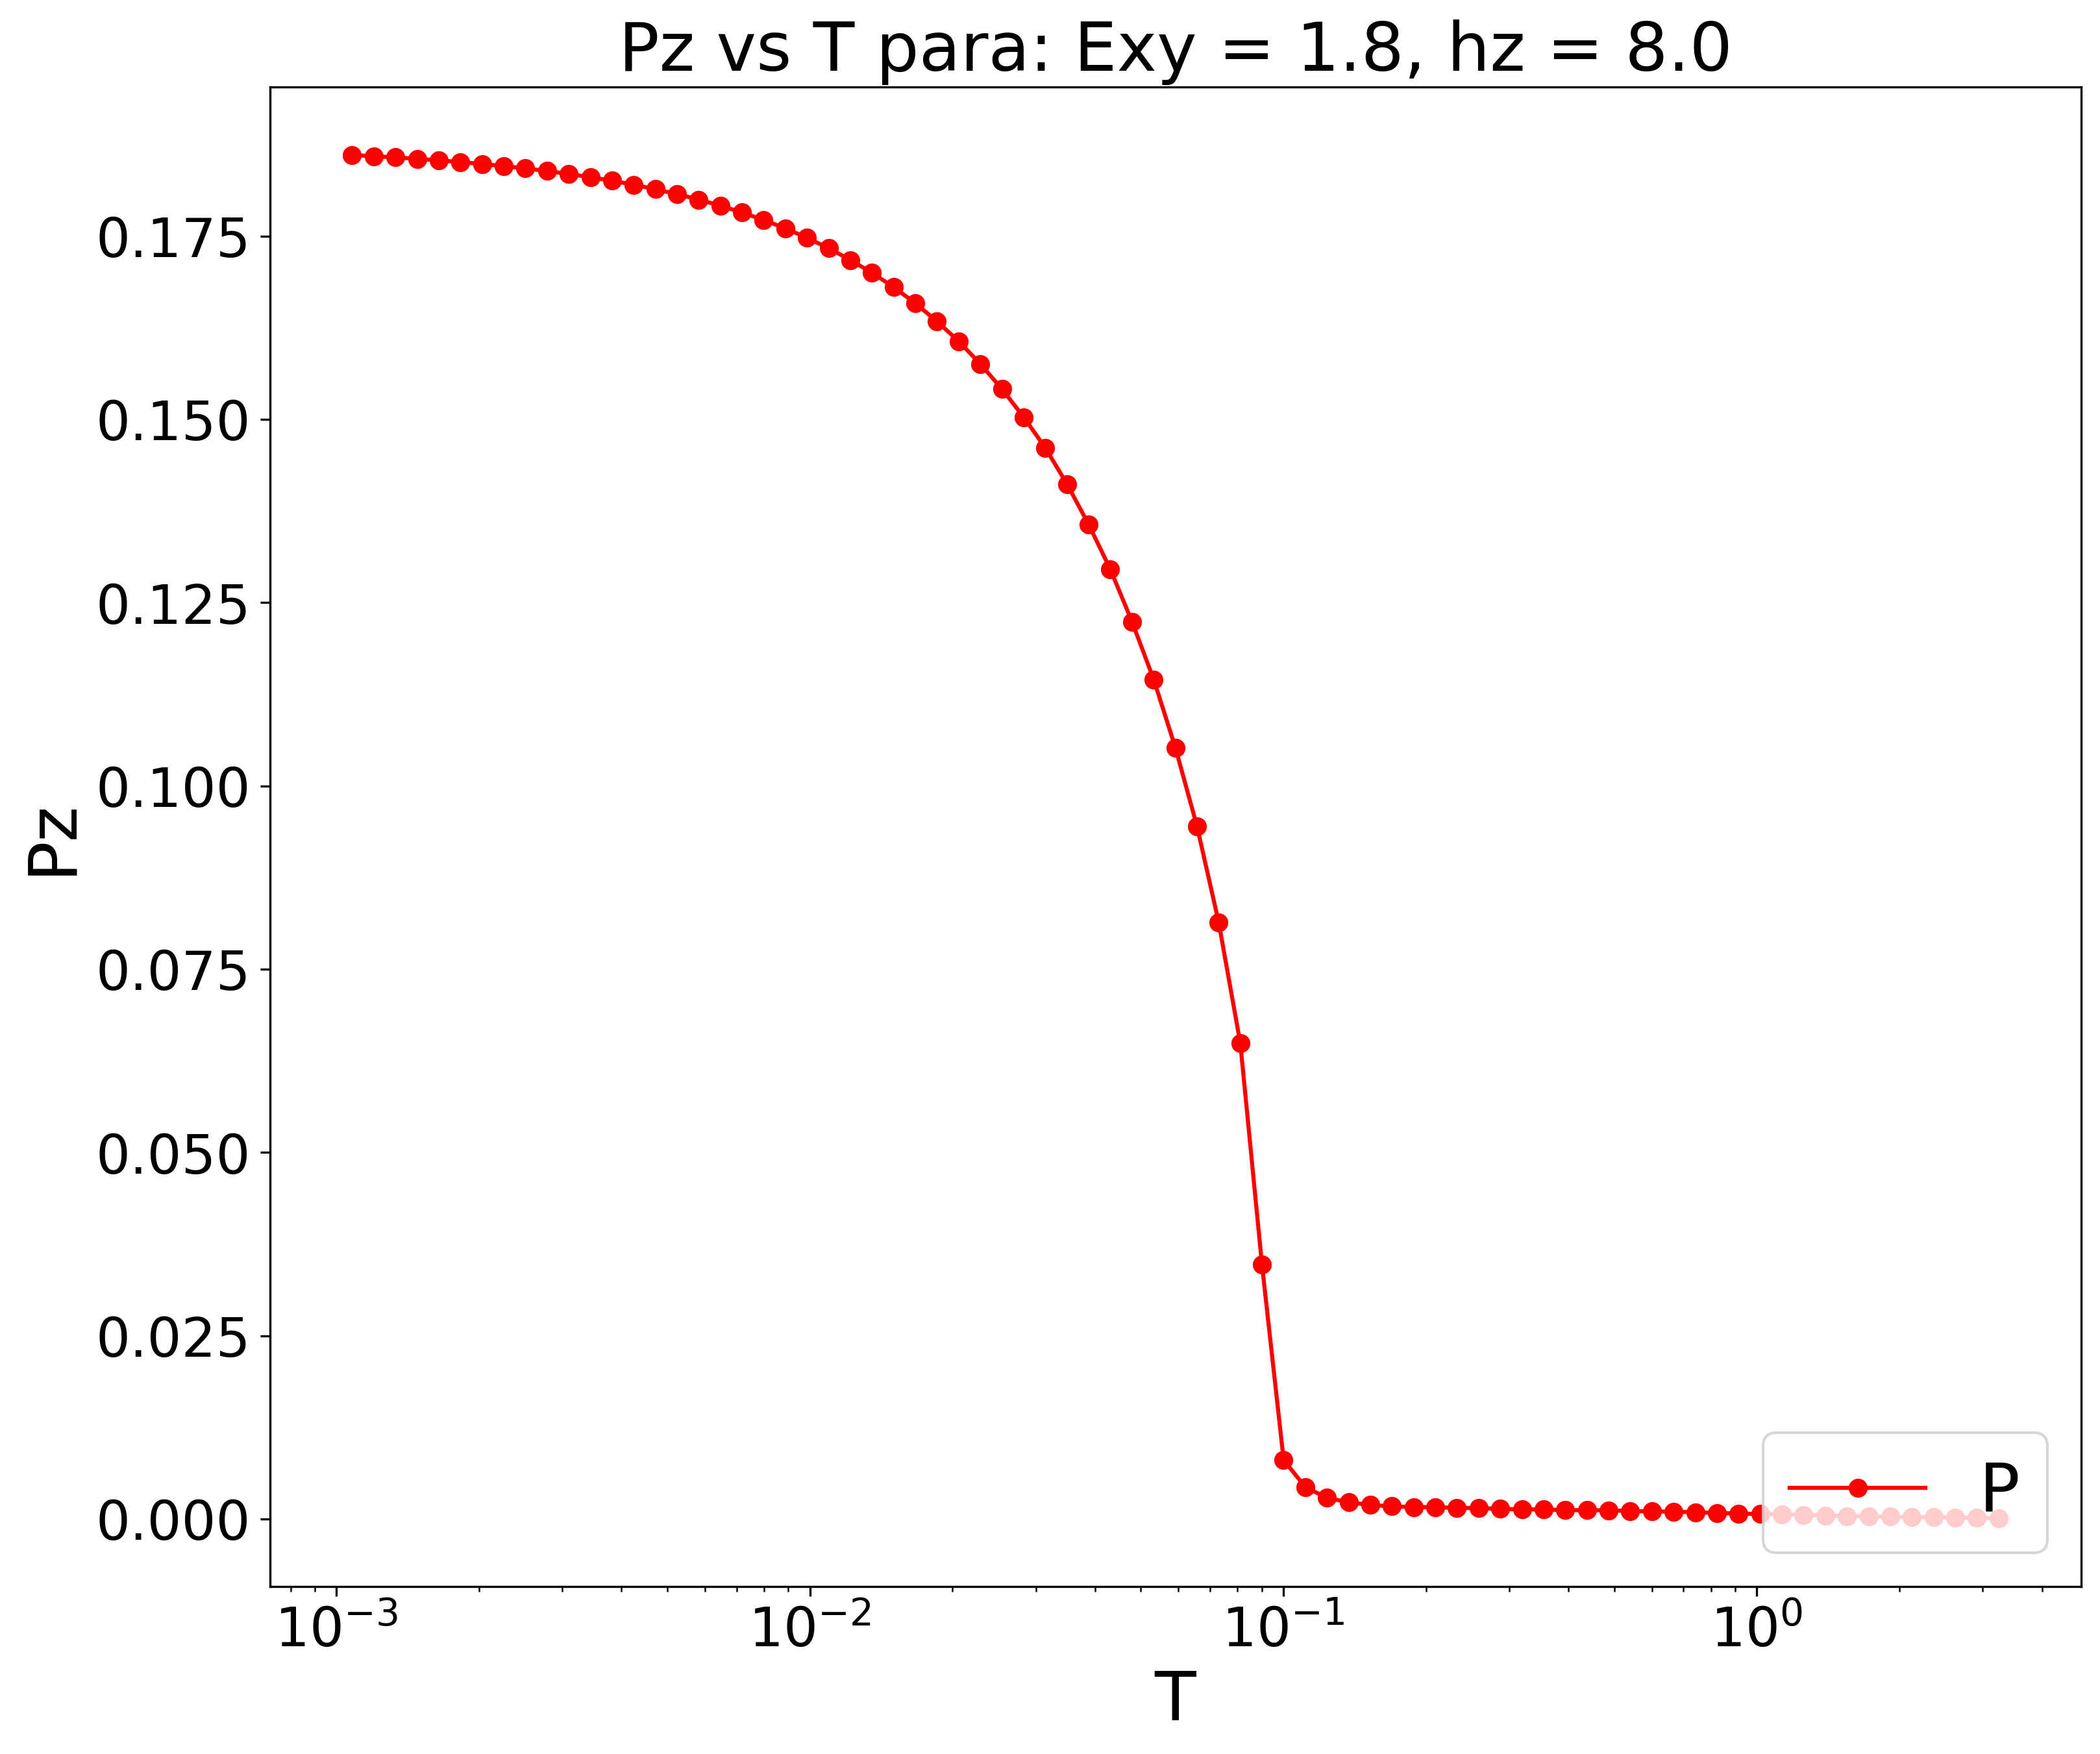 Pz vs T para: Exy = 1.8, hz = 8.0
Pz
0.175
0.150
0.125
0.100
0.075
0.050
0.025
0.000
P
10⁻³ 10⁻² 10⁻¹ 10⁰
T